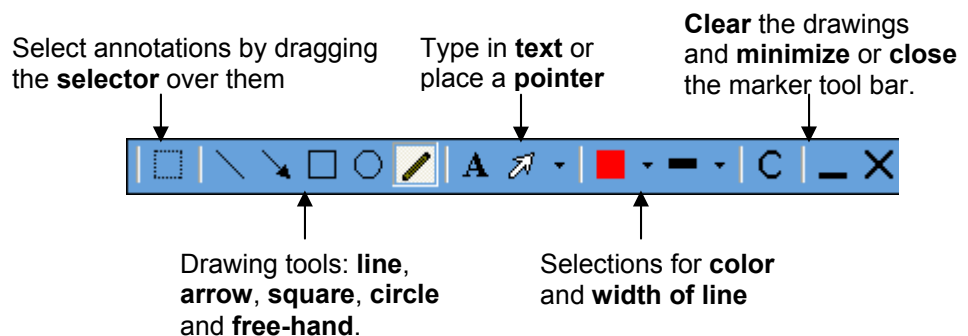 Select annotations by dragging
the selector over them
Type in text or
place a pointer
Clear the drawings
and minimize or close
the marker tool bar.
A
C
Drawing tools: line,
arrow, square, circle
and free-hand.
Selections for color
and width of line